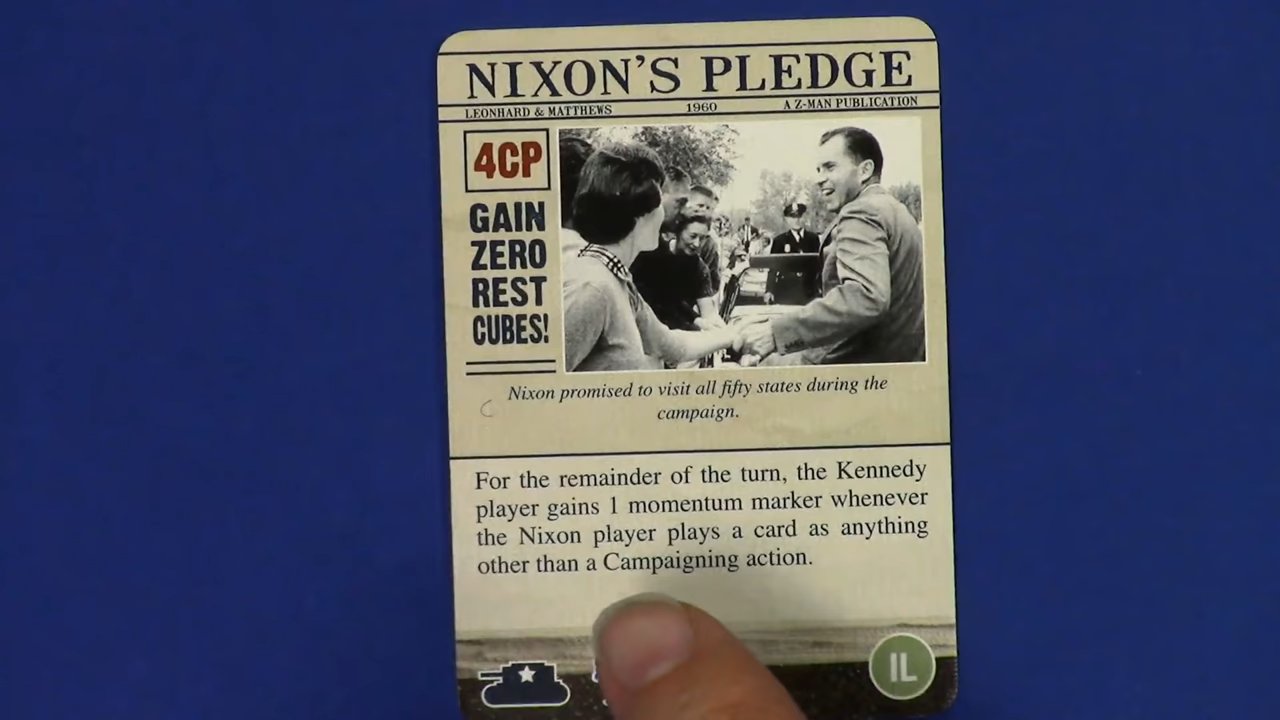 NIXON'S PLEDGE
LEONHARD & MATTHEWS 1960 A Z-MAN PUBLICATION
4CP
GAIN
ZERO
REST
CUBES!
Nixon promised to visit all fifty states during the
campaign.
For the remainder of the turn, the Kennedy
player gains 1 momentum marker whenever
the Nixon player plays a card as anything
other than a Campaigning action.
IL